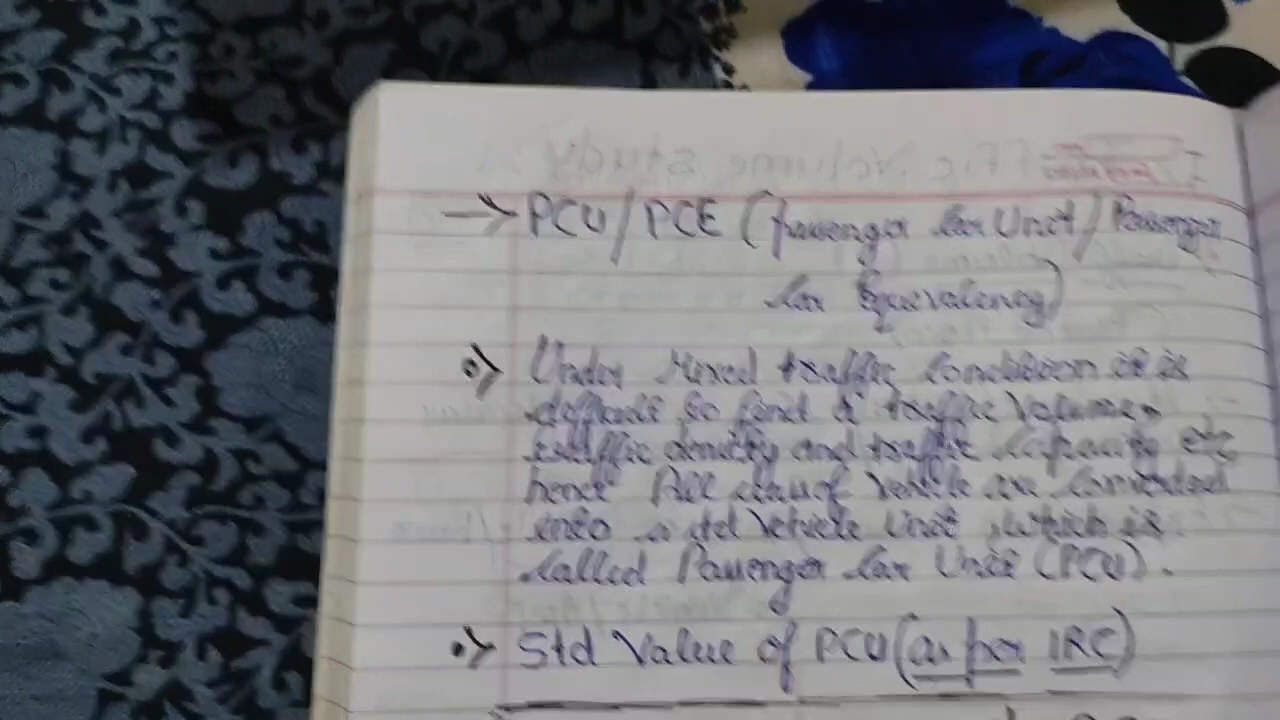 → PCU/PCE (Passenger Car Unit/Passenger
Car Equevalency)
Under Mixed traffic Condition it is
difficult to find a traffic Volume,
traffic density and traffic Capacity etc
hence All class of Vehicle are Converted
into a std Vehicle Unit, which is
Called Passenger Car Unit (PCU).
Std Value of PCU (as per IRC)